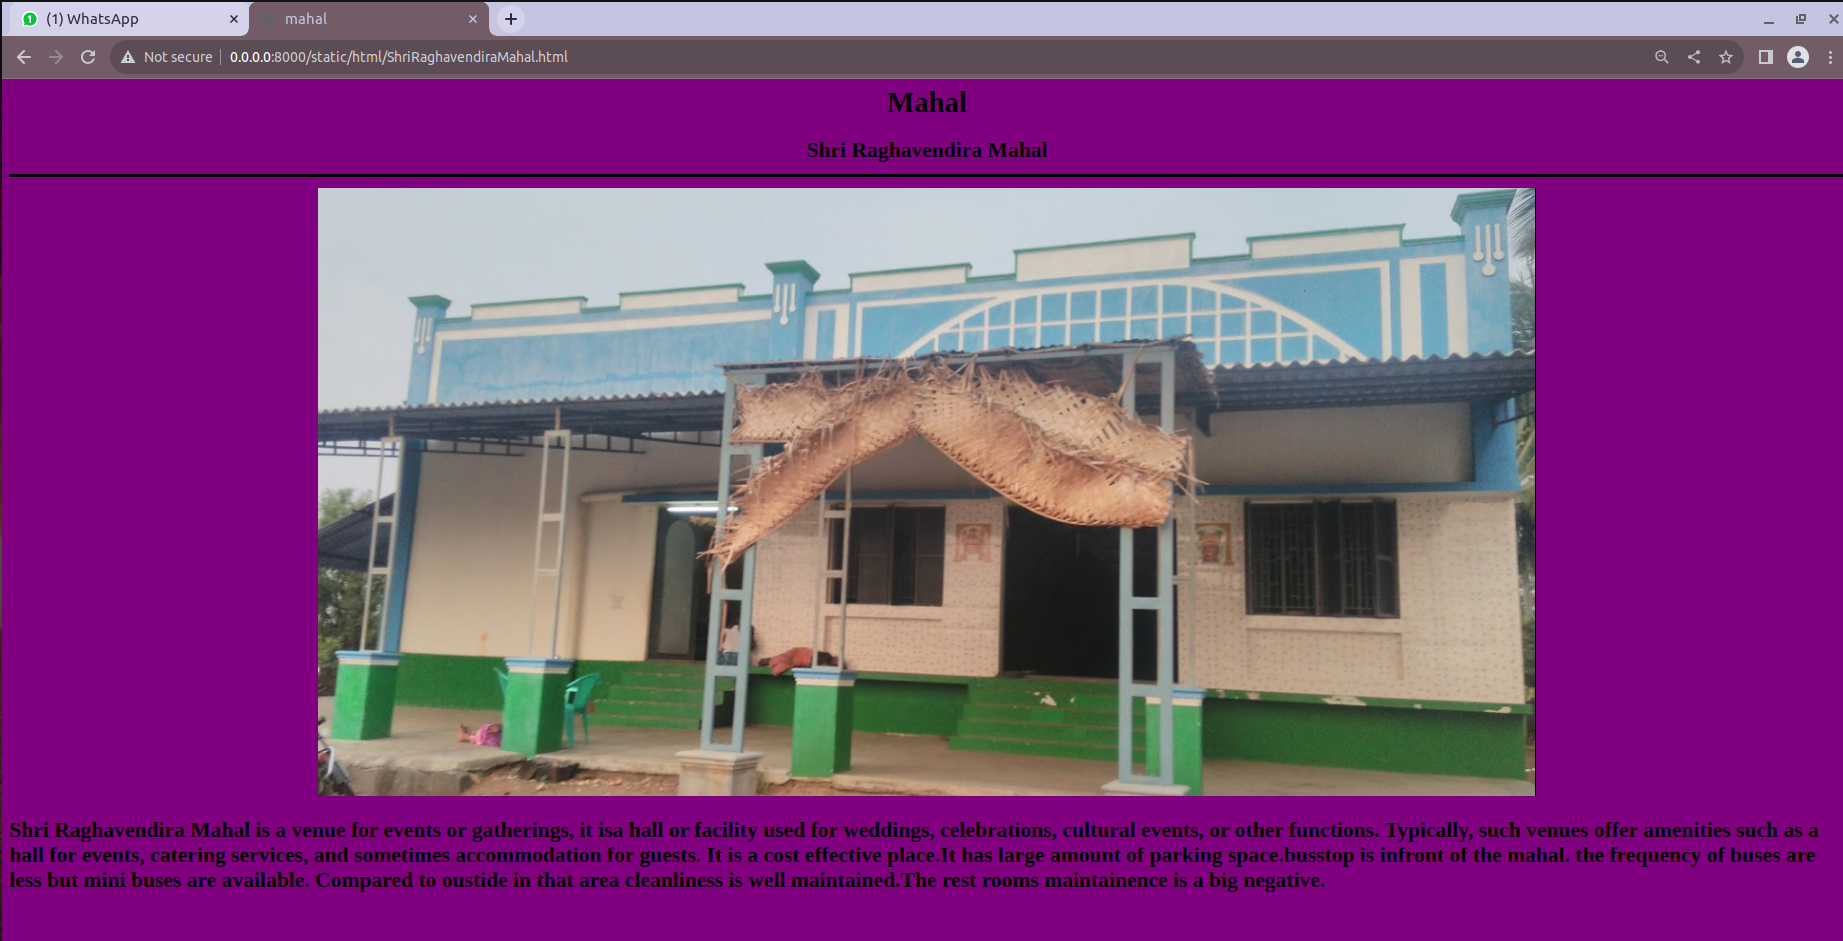 (1) WhatsApp
mahal
Not secure
0.0.0.0:8000/static/html/ShriRaghavendiraMahal.html
Mahal
Shri Raghavendira Mahal
Shri Raghavendira Mahal is a venue for events or gatherings, it isa hall or facility used for weddings, celebrations, cultural events, or other functions. Typically, such venues offer amenities such as a
hall for events, catering services, and sometimes accommodation for guests. It is a cost effective place.It has large amount of parking space.busstop is infront of the mahal. the frequency of buses are
less but mini buses are available. Compared to oustide in that area cleanliness is well maintained.The rest rooms maintainence is a big negative.